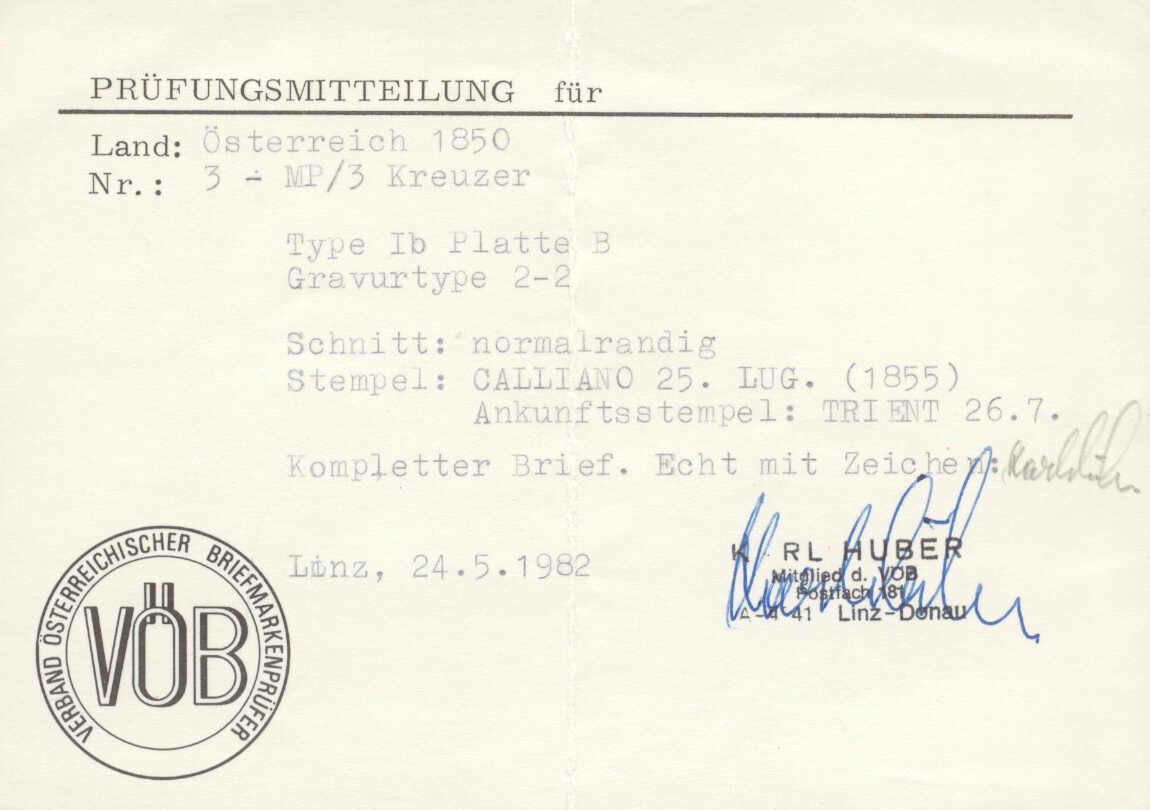 PRÜFUNGSMITTEILUNG für
Land: Österreich 1850
Nr.: 3 - MP/3 Kreuzer
Type Ib Platte B
Gravurtype 2-2
Schnitt: normalrandig
Stempel: CALLIANO 25. LUG. (1855)
Ankunftsstempel: TRIENT 26.7.
Kompletter Brief. Echt mit Zeichen:
Linz, 24.5.1982
K RL HUBER
Mitglied d. VÖB
Postfach 181
A-4 41 Linz-Donau
VERBAND ÖSTERREICHISCHER BRIEFMARKENPRÜFER
VÖB